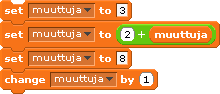 set muuttuja to 3
set muuttuja to 2 + muuttuja
set muuttuja to 8
change muuttuja by 1